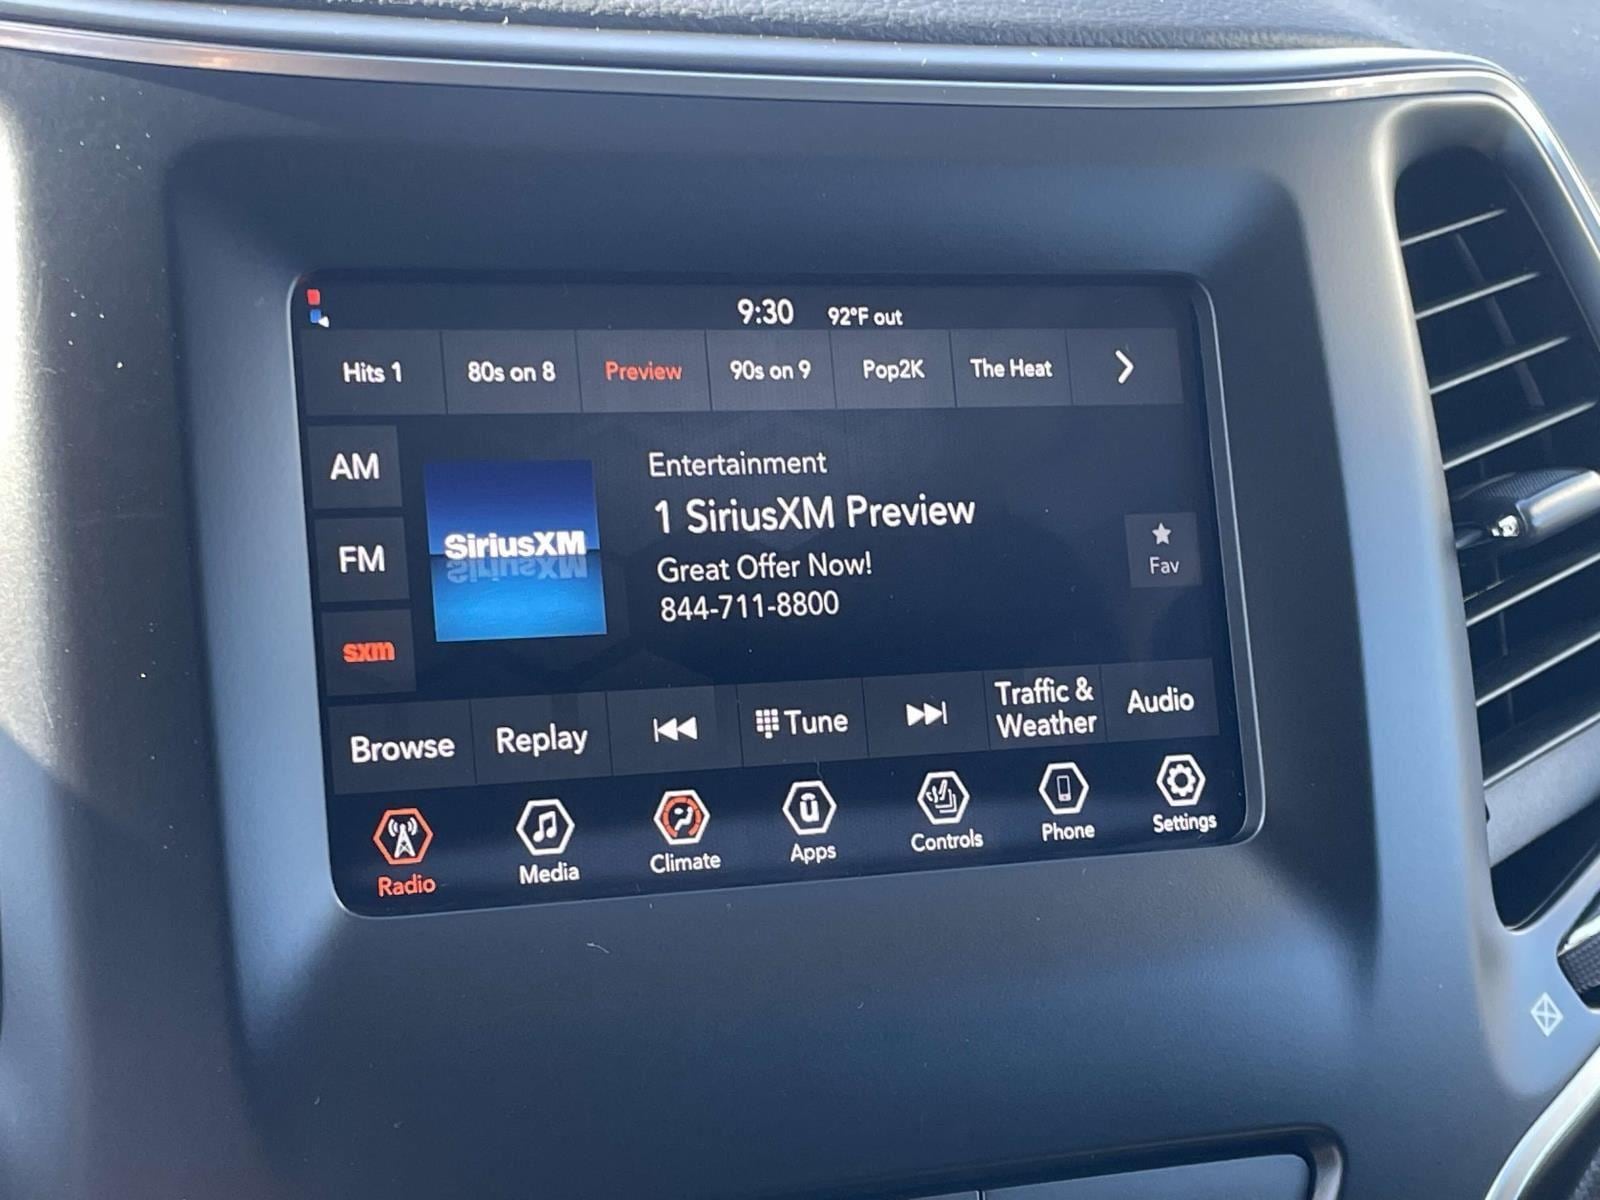 9:30 92°F out
Hits 1 80s on 8 Preview 90s on 9 Pop2K The Heat
AM
FM
sxm
SiriusXM
Entertainment
1 SiriusXM Preview
Great Offer Now!
844-711-8800
Fav
Browse Replay Tune Traffic & Weather Audio
Radio Media Climate Apps Controls Phone Settings